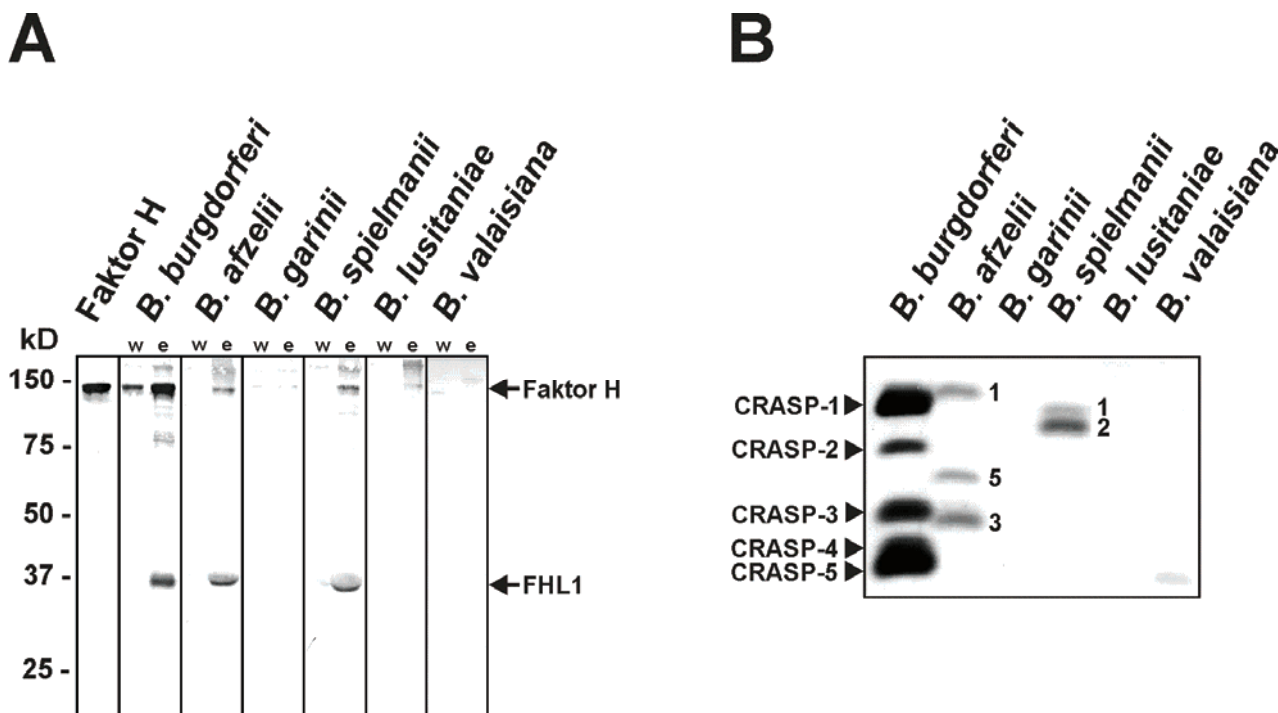 A
B
Faktor H
B. burgdorferi
B. afzelii
B. garinii
B. spielmanii
B. lusitaniae
B. valaisiana
kD
w e w e w e w e w e w e
150 -
75 -
50 -
37 -
25 -
Faktor H
FHL1
B. burgdorferi
B. afzelii
B. garinii
B. spielmanii
B. lusitaniae
B. valaisiana
CRASP-1
CRASP-2
CRASP-3
CRASP-4
CRASP-5
1
5
3
1
2